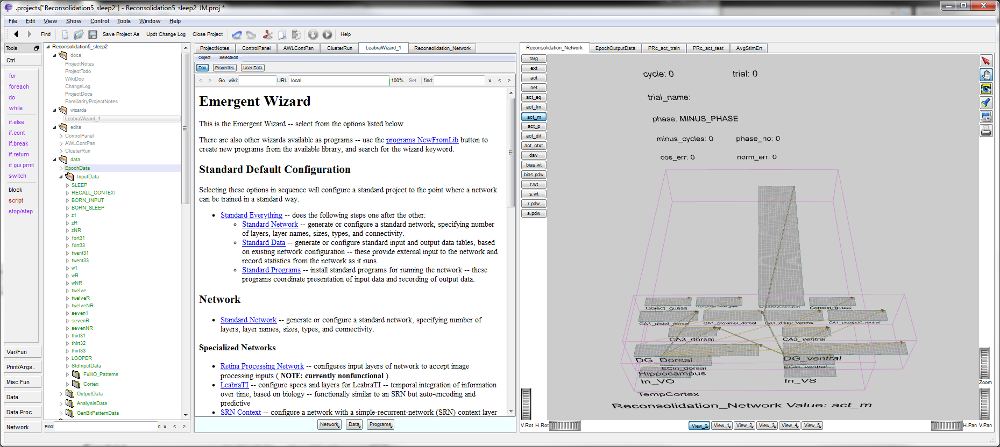 .projects["Reconsolidation5_sleep2"] - Reconsolidation5_sleep2_JM.proj *
File Edit View Show Control Tools Window Help
Find Save Project As Updt Change Log Close Project Help
Tools
Ctrl
for
foreach
do
while
if.else
if.cont
if.break
if.return
if gui prmt
switch
block
script
stop/step
Var/Fun
Print/Args..
Misc Fun
Data
Data Proc
Network
Reconsolidation5_sleep2
docs
ProjectNotes
ProjectTodo
WikiDoc
ChangeLog
ProjectDocs
FamiliarityProjectNotes
wizards
LeabraWizard_1
edits
ControlPanel
AWLContPan
ClusterRun
data
EpochData
InputData
SLEEP
RECALL_CONTEXT
BORN_INPUT
BORN_SLEEP
z1
zR
zNR
fort31
fort33
twent31
twent33
w1
wR
wNR
twelve
twelveR
twelveNR
seven1
sevenR
sevenNR
thirt31
thirt32
thirt33
LOOPER
StdInputData
FullIO_Patterns
Cortex
OutputData
AnalysisData
GenBitPatternData
Find: 0 x < >
ProjectNotes ControlPanel AWLContPan ClusterRun LeabraWizard_1 Reconsolidation_Network
Object SelectEdit
Doc Properties User Data
< > Go wiki: URL: local 100% Set find: x < >
Emergent Wizard
This is the Emergent Wizard -- select from the options listed below.
There are also other wizards available as programs -- use the programs NewFromLib button to
create new programs from the available library, and search for the wizard keyword.
Standard Default Configuration
Selecting these options in sequence will configure a standard project to the point where a network
can be trained in a standard way.
Standard Everything -- does the following steps one after the other:
Standard Network -- generate or configure a standard network, specifying number
of layers, layer names, sizes, types, and connectivity.
Standard Data -- generate or configure standard input and output data tables, based
on existing network configuration -- these provide external input to the network and
record statistics from the network as it runs.
Standard Programs -- install standard programs for running the network -- these
programs coordinate presentation of input data and recording of output data.
Network
Standard Network -- generate or configure a standard network, specifying number of
layers, layer names, sizes, types, and connectivity.
Specialized Networks
Retina Processing Network -- configures input layers of network to accept image
processing inputs ( NOTE: currently nonfunctional ).
LeabraTI -- configure specs and layers for LeabraTI -- temporal integration of information
over time, based on biology -- functionally similar to an SRN but auto-encoding and
predictive
SRN Context -- configure a network with a simple-recurrent-network (SRN) context layer
Network Data Programs
Reconsolidation_Network EpochOutputData PRc_act_train PRc_act_test AvgStimErr
targ
ext
act
net
act_eq
act_lrn
act_m
act_p
act_dif
act_ctxt
dav
bias.wt
bias.pdw
r.wt
s.wt
r.pdw
s.pdw
cycle: 0 trial: 0
trial_name:
phase: MINUS_PHASE
minus_cycles: 0 phase_no: 0
cos_err: 0 norm_err: 0
Object_guess Context_guess
CA1_distal_dorsal CA1_proximal_dorsal CA1_distal_ventral CA1_proximal_ventral
CA3_dorsal CA3_ventral
DG_Dorsal DG_ventral
ECin_dorsal ECin_ventral
Hippocampus
In_VO In_VS
TempCortex
Reconsolidation_Network Value: act_m
Zoom
V.Rot H.Rot View_0 View_1 View_2 View_3 View_4 View_5 H.Pan V.Pan